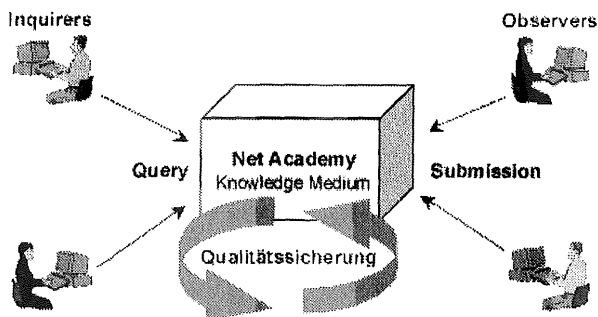 Inquirers
Observers
Query
Net Academy
Knowledge Medium
Submission
Qualitätssicherung